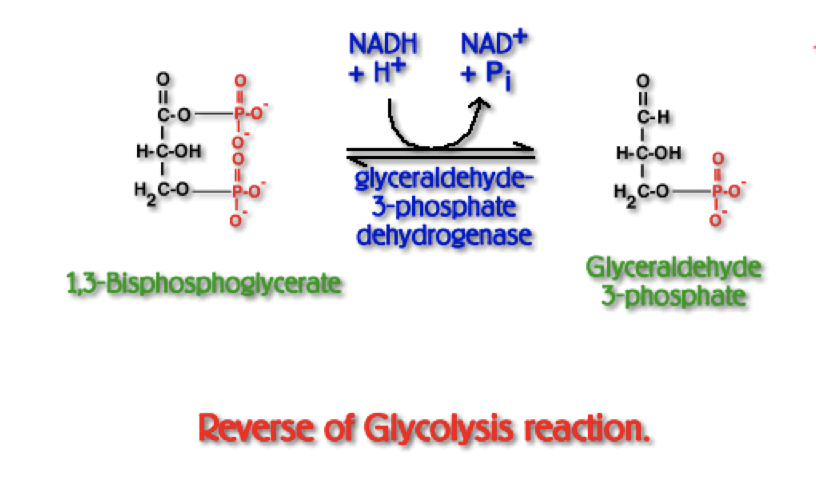 NADH
+ H+
NAD+
+ Pi
O
C-O
H-C-OH
H2C-O
O
P-O-
O-
O
P-O-
O-
glyceraldehyde-
3-phosphate
dehydrogenase
O
C-H
H-C-OH
H2C-O
O
P-O-
O-
1,3-Bisphosphoglycerate
Glyceraldehyde
3-phosphate
Reverse of Glycolysis reaction.